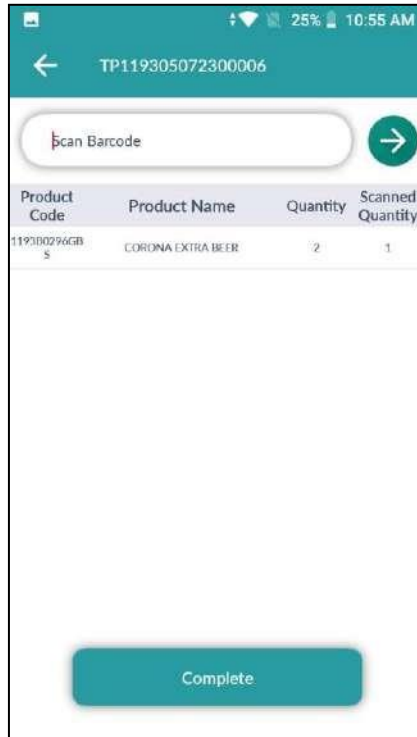 25% 10:55 AM
TP119305072300006
Scan Barcode
Product Code Product Name Quantity Scanned Quantity
CORONA EXTRA BEER 2 1
Complete